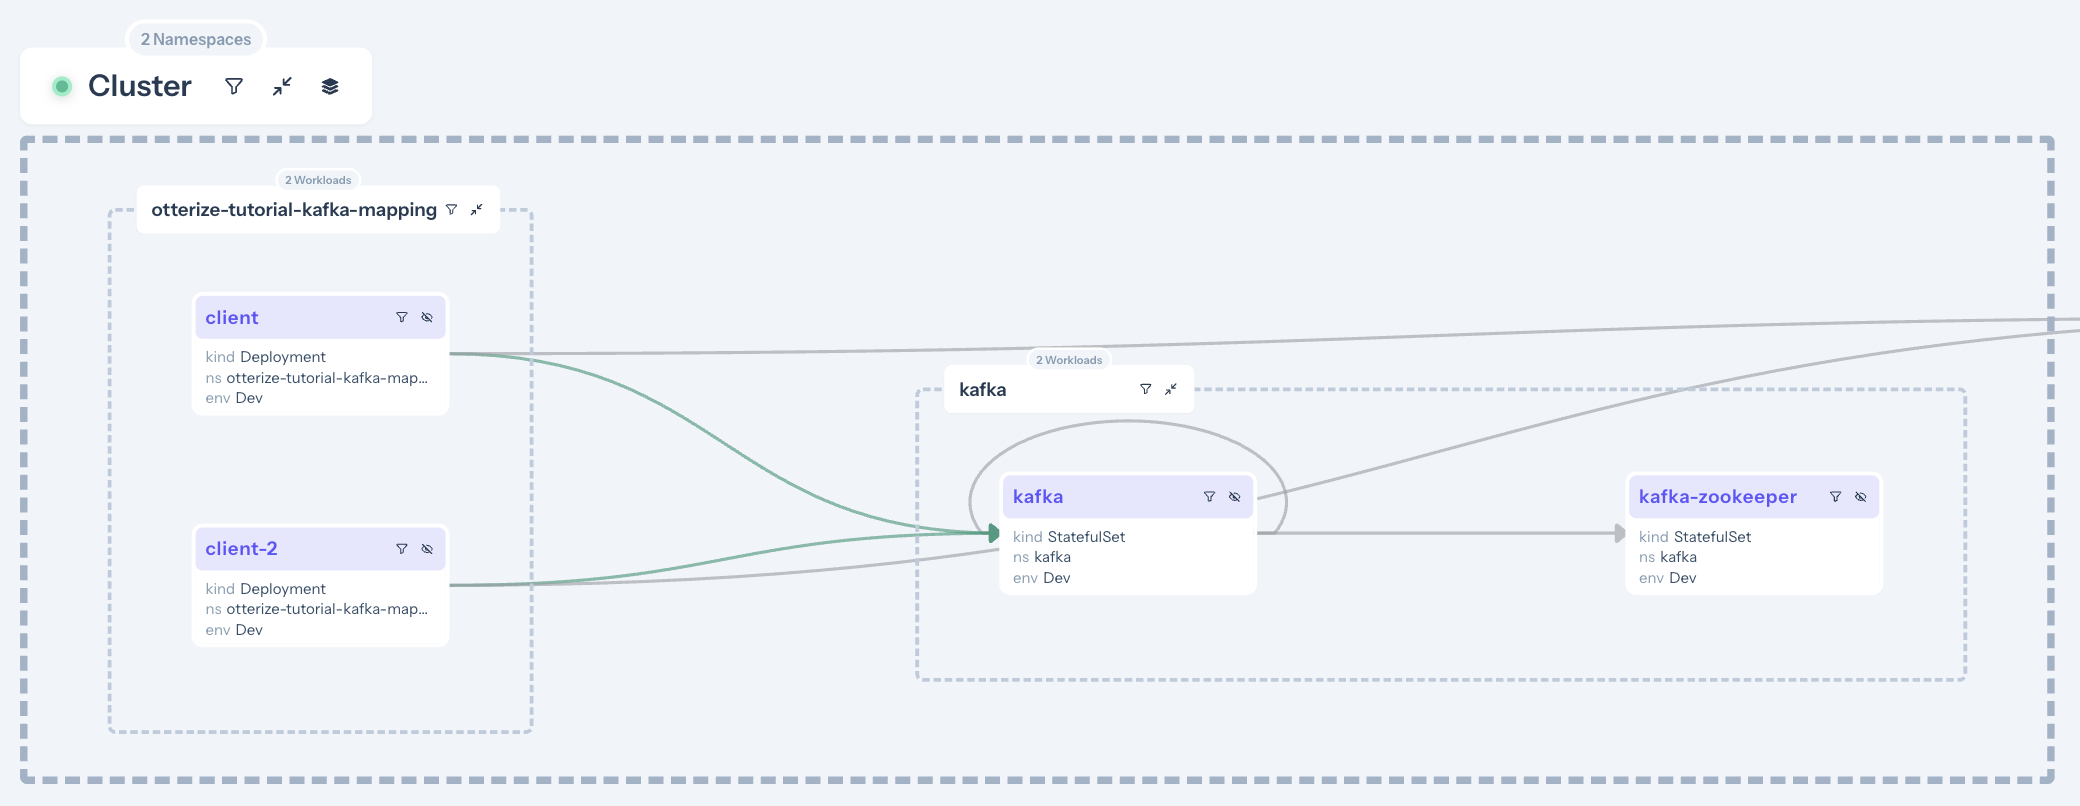 2 Namespaces
Cluster
2 Workloads
otterize-tutorial-kafka-mapping
client
kind Deployment
ns otterize-tutorial-kafka-map...
env Dev
client-2
kind Deployment
ns otterize-tutorial-kafka-map...
env Dev
2 Workloads
kafka
kafka
kind StatefulSet
ns kafka
env Dev
kafka-zookeeper
kind StatefulSet
ns kafka
env Dev